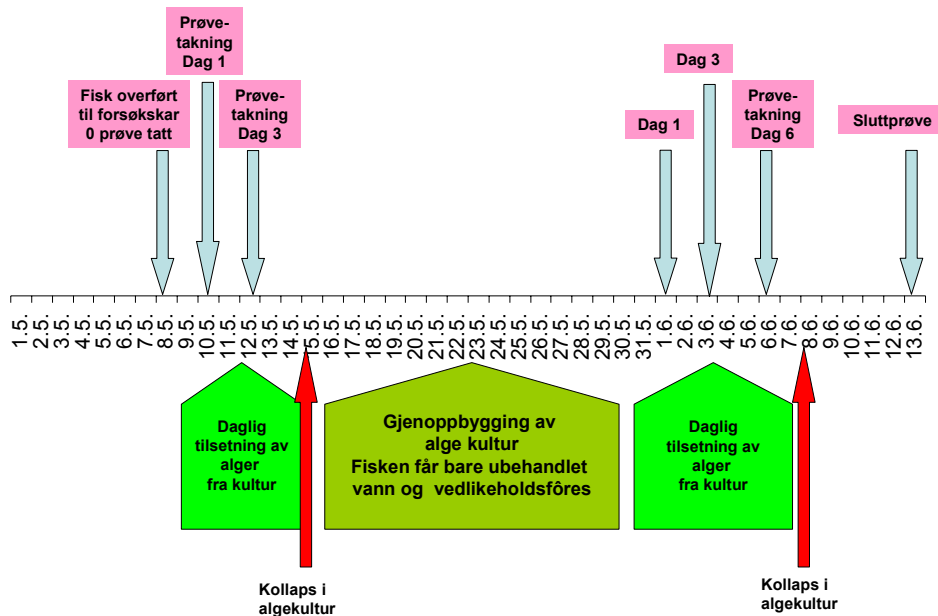 Prøve-
takning
Dag 1
Fisk overført
til forsøkskar
0 prøve tatt
Prøve-
takning
Dag 3
Dag 1
Dag 3
Prøve-
takning
Dag 6
Sluttprøve
1.5.
2.5.
3.5.
4.5.
5.5.
6.5.
7.5.
8.5.
9.5.
10.5.
11.5.
12.5.
13.5.
14.5.
15.5.
16.5.
17.5.
18.5.
19.5.
20.5.
21.5.
22.5.
23.5.
24.5.
25.5.
26.5.
27.5.
28.5.
29.5.
30.5.
31.5.
1.6.
2.6.
3.6.
4.6.
5.6.
6.6.
7.6.
8.6.
9.6.
10.6.
11.6.
12.6.
13.6.
Daglig
tilsetning av
alger
fra kultur
Gjenoppbygging av
alge kultur
Fisken får bare ubehandlet
vann og vedlikeholdsfôres
Daglig
tilsetning av
alger
fra kultur
Kollaps i
algekultur
Kollaps i
algekultur